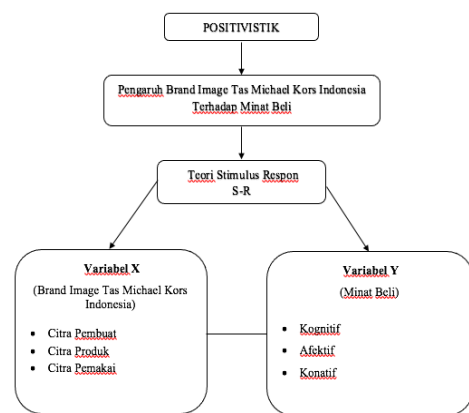 POSITIVISTIK
Pengaruh Brand Image Tas Michael Kors Indonesia
Terhadap Minat Beli
Teori Stimulus Respon
S-R
Variabel X
(Brand Image Tas Michael Kors
Indonesia)
• Citra Pembuat
• Citra Produk
• Citra Pemakai
Variabel Y
(Minat Beli)
• Kognitif
• Afektif
• Konatif